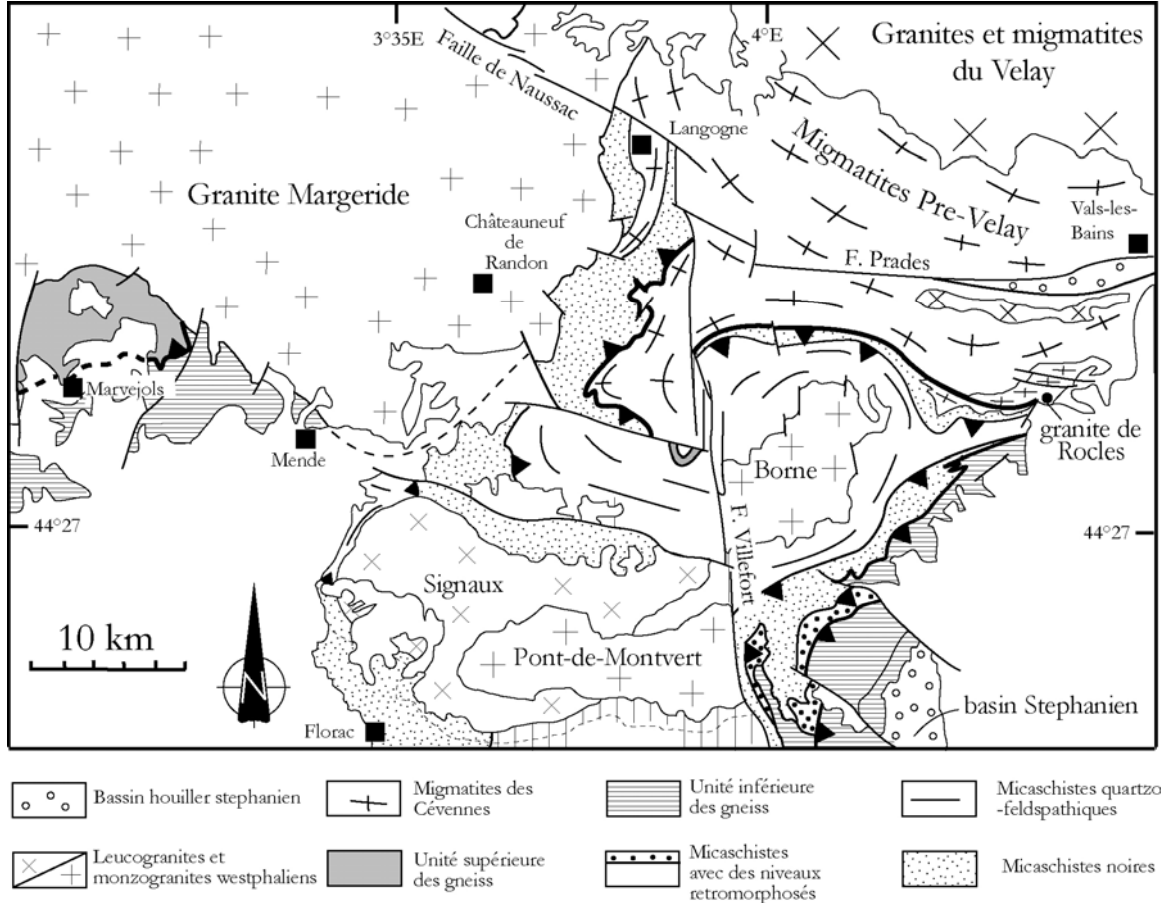 3°35E
4°E
Granites et migmatites
du Velay
Faille de Naussac
Langogne
Migmatites Pre-Velay
Granite Margeride
Châteauneuf
de
Randon
Vals-les-
Bains
F. Prades
Marvejols
Mende
granite de
Rocles
Borne
44°27
44°27
F. Villefort
Signaux
10 km
Pont-de-Montvert
N
basin Stephanien
Florac
Bassin houiller stephanien
Migmatites des
Cévennes
Unité inférieure
des gneiss
Micaschistes quartzo
-feldspathiques
Leucogranites et
monzogranites westphaliens
Unité supérieure
des gneiss
Micaschistes
avec des niveaux
retromorphosés
Micaschistes noires